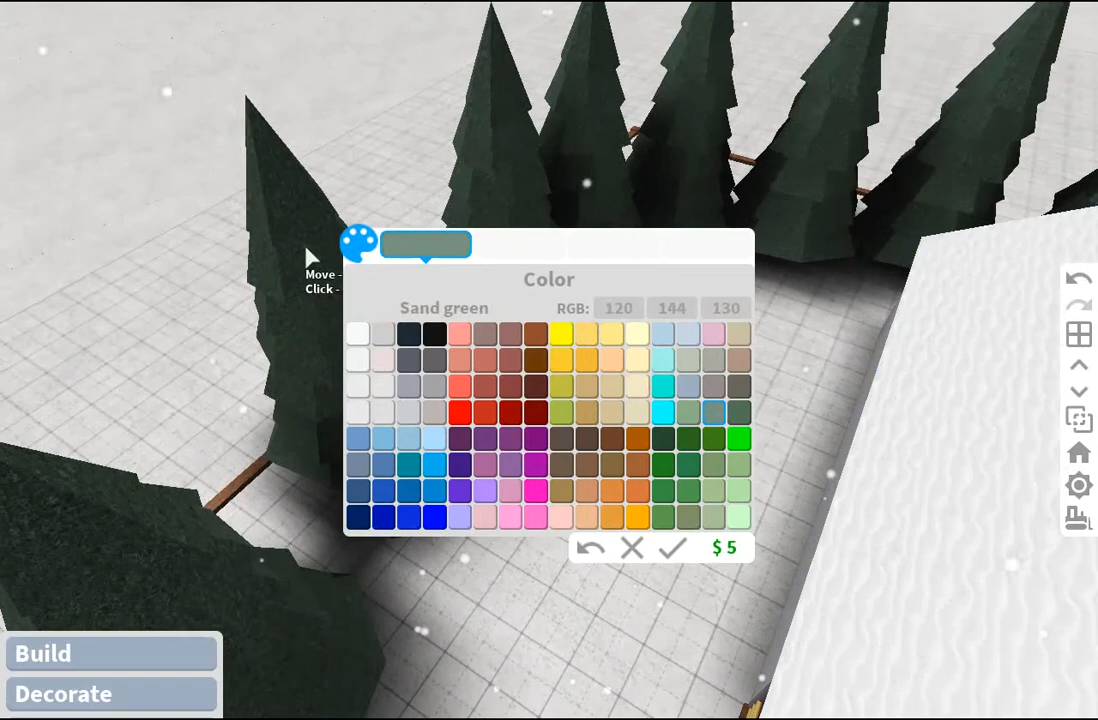 Move -
Click -
Color
Sand green RGB: 120 144 130
$ 5
Build
Decorate